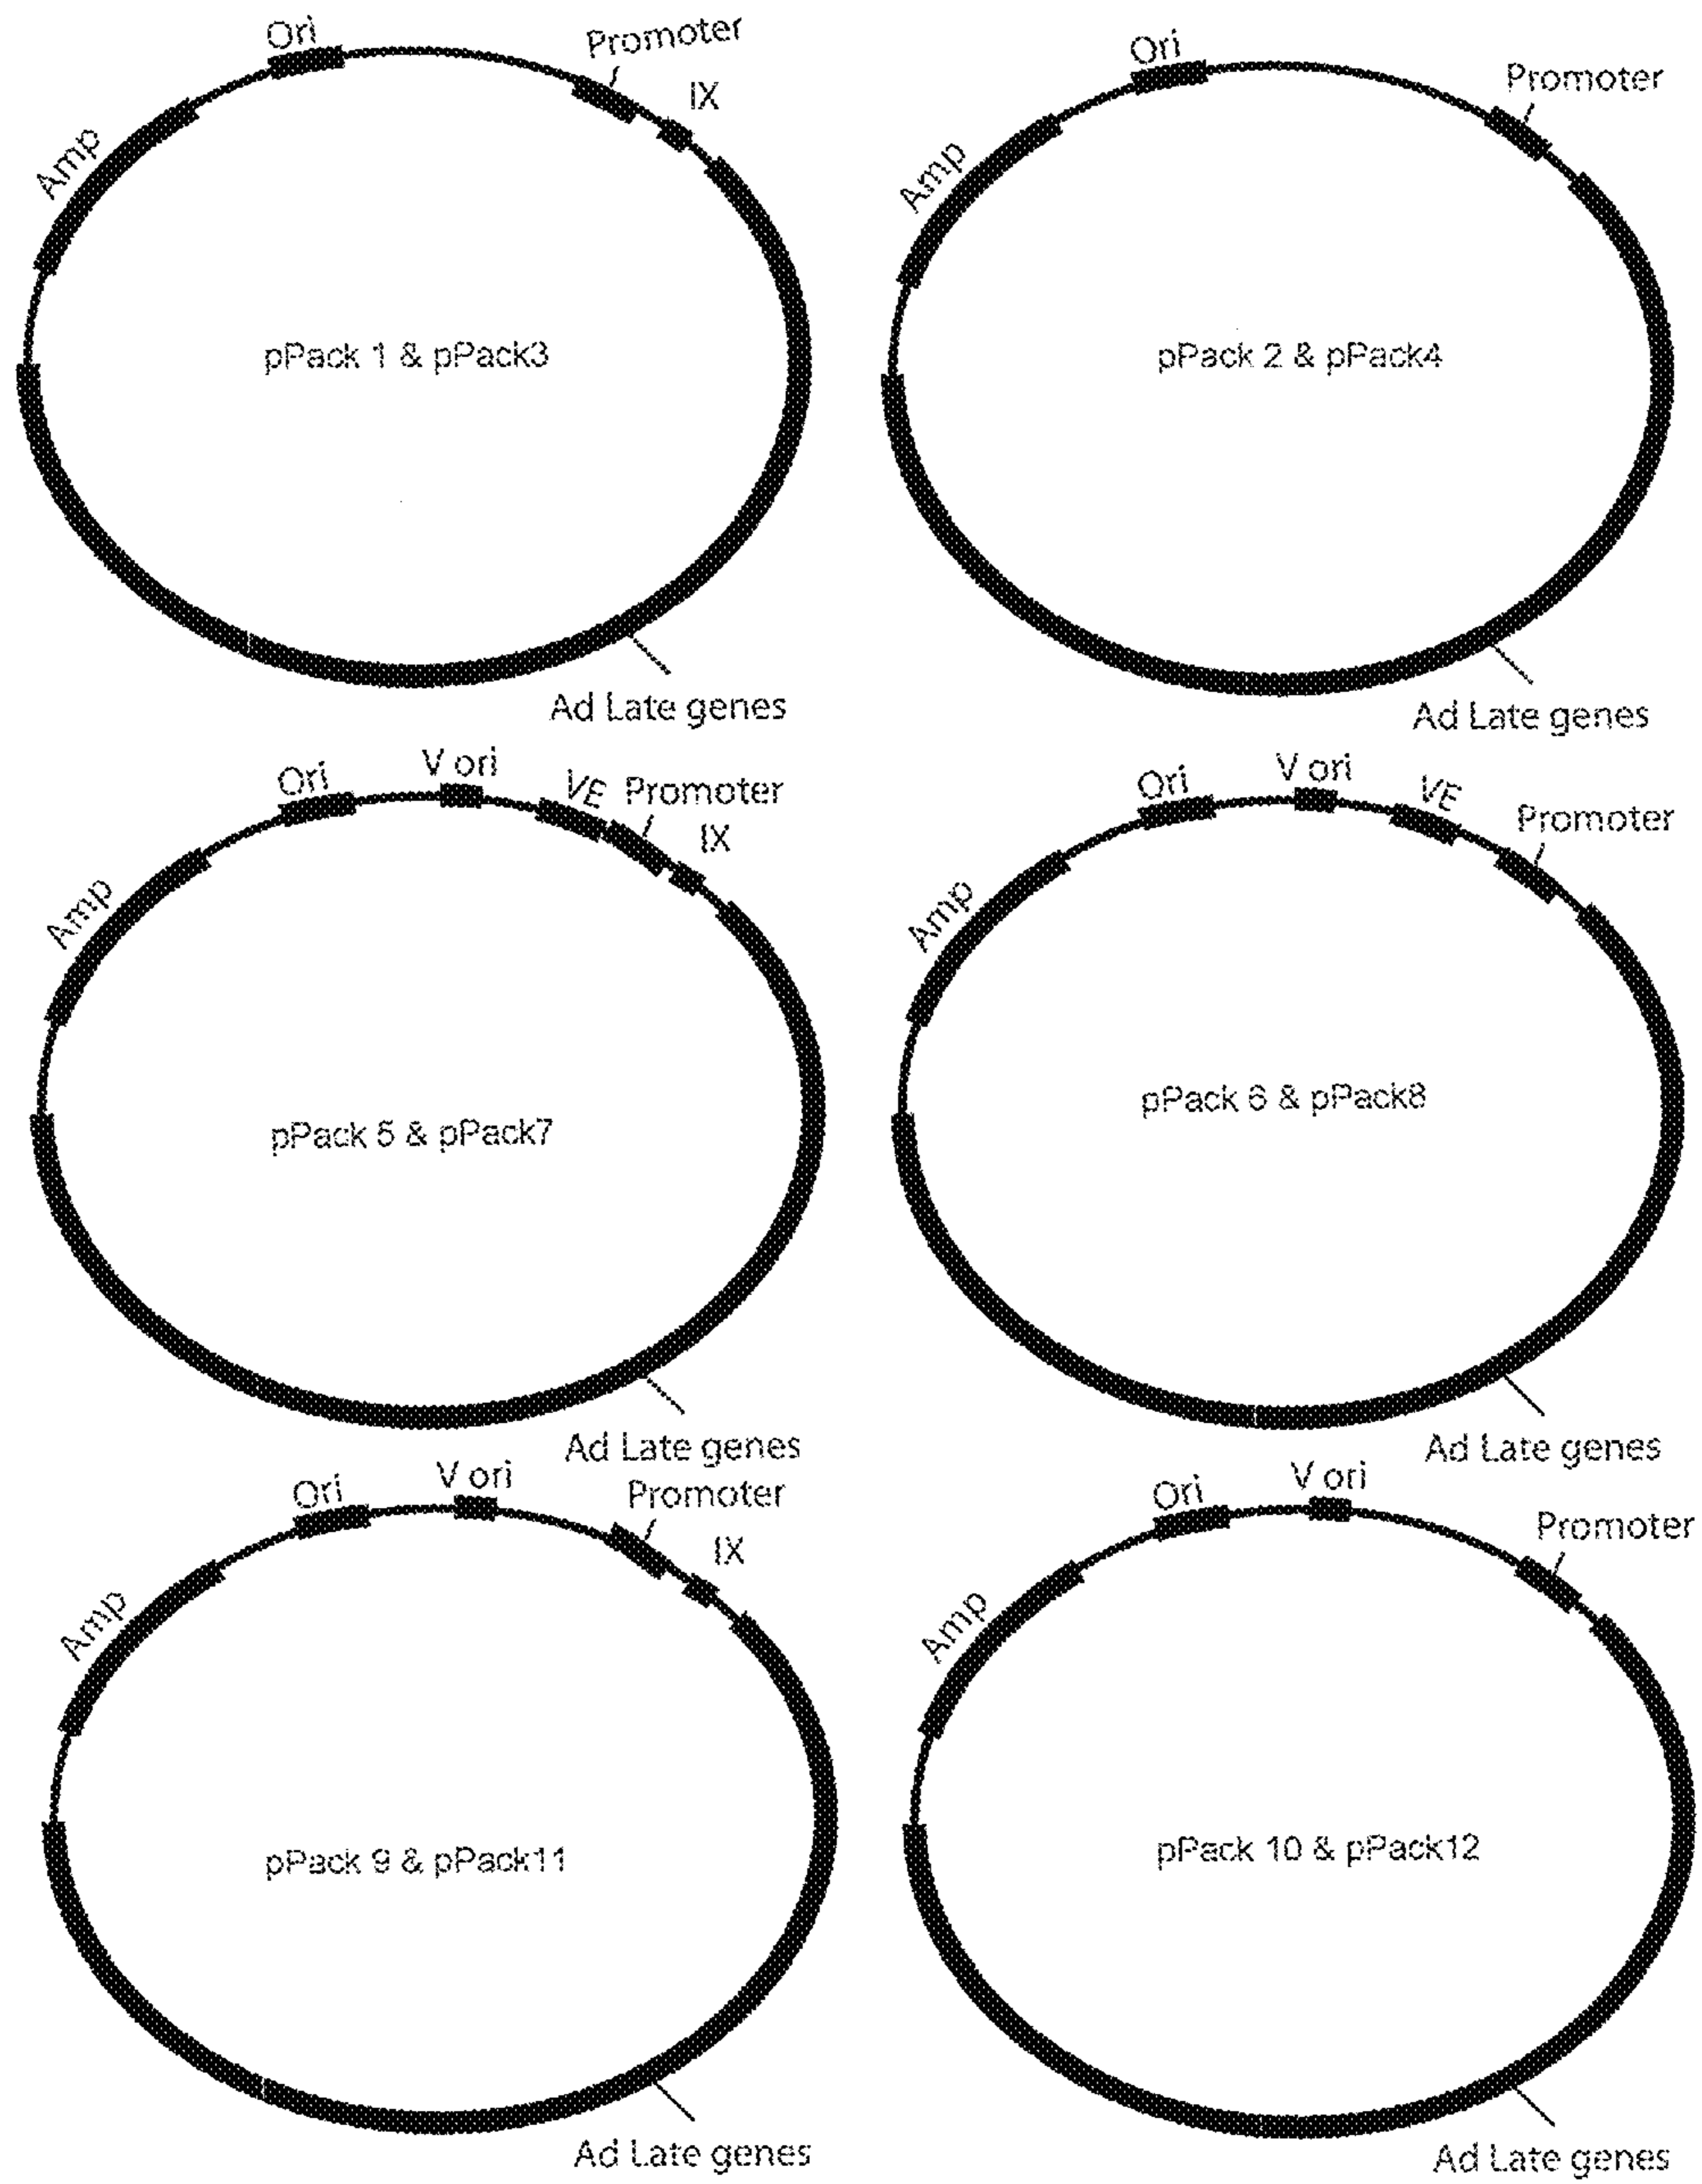 Ori
Promoter
IX
Amp
pPack 1 & pPack3
Ad Late genes
Ori
Promoter
Amp
pPack 2 & pPack4
Ad Late genes
Ori
V ori
VE
Promoter
IX
Amp
pPack 5 & pPack7
Ad Late genes
Ori
V ori
VE
Promoter
Amp
pPack 6 & pPack8
Ad Late genes
Ori
V ori
Promoter
IX
Amp
pPack 9 & pPack11
Ad Late genes
Ori
V ori
Promoter
Amp
pPack 10 & pPack12
Ad Late genes